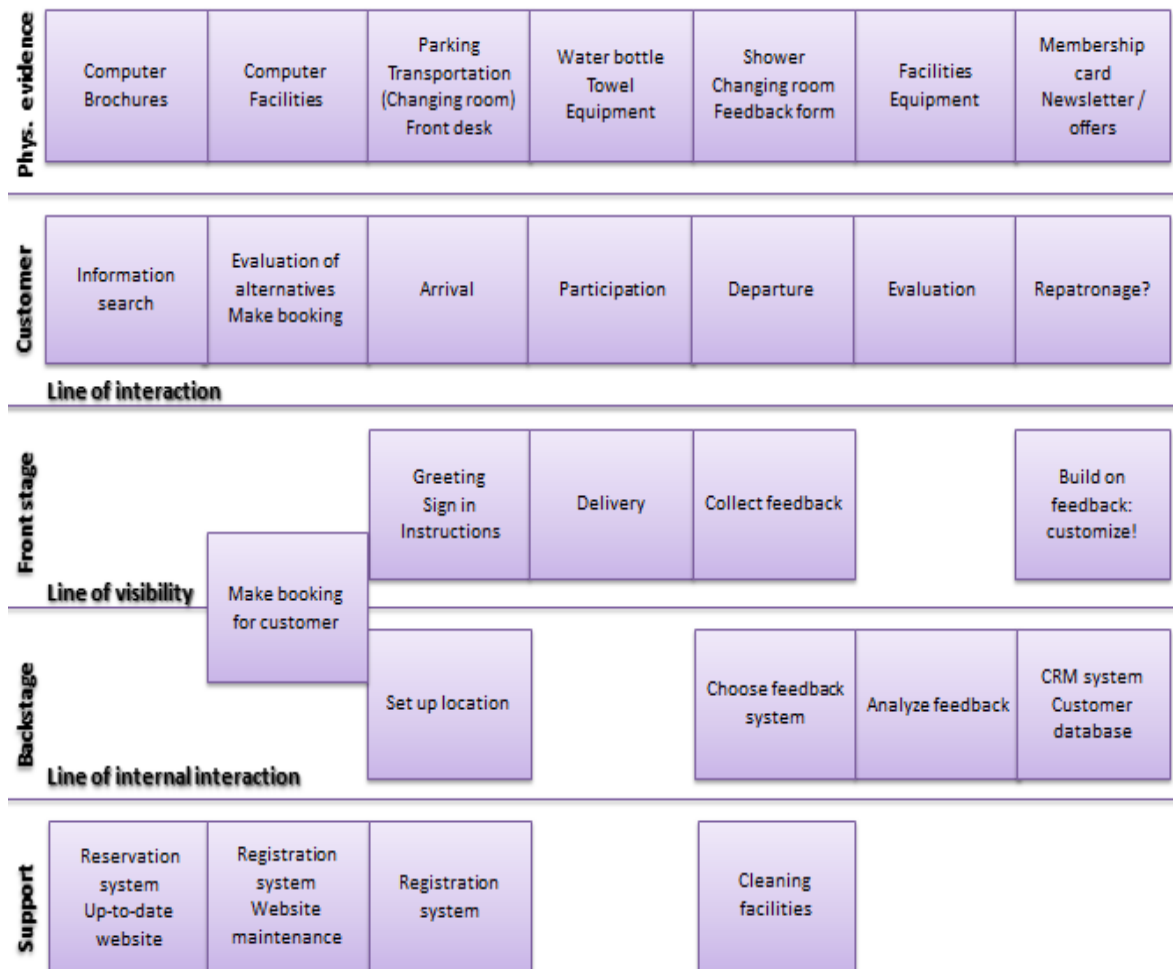 Phys. evidence
Computer
Brochures
Computer
Facilities
Parking
Transportation
(Changing room)
Front desk
Water bottle
Towel
Equipment
Shower
Changing room
Feedback form
Facilities
Equipment
Membership
card
Newsletter /
offers
Customer
Information
search
Evaluation of
alternatives
Make booking
Arrival
Participation
Departure
Evaluation
Repatronage?
Line of interaction
Front stage
Greeting
Sign in
Instructions
Delivery
Collect feedback
Build on
feedback:
customize!
Line of visibility
Make booking
for customer
Backstage
Set up location
Choose feedback
system
Analyze feedback
CRM system
Customer
database
Line of internal interaction
Support
Reservation
system
Up-to-date
website
Registration
system
Website
maintenance
Registration
system
Cleaning
facilities